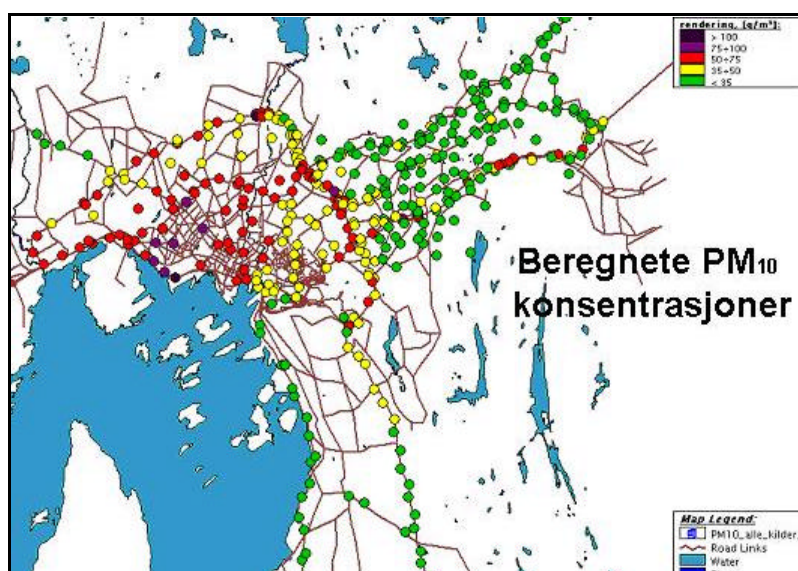 rendering, [q/m³]:
> 100
75÷100
50÷75
35÷50
< 35
Beregnete PM₁₀
konsentrasjoner
Map Legend:
PM10_alle_kilder
Road Links
Water